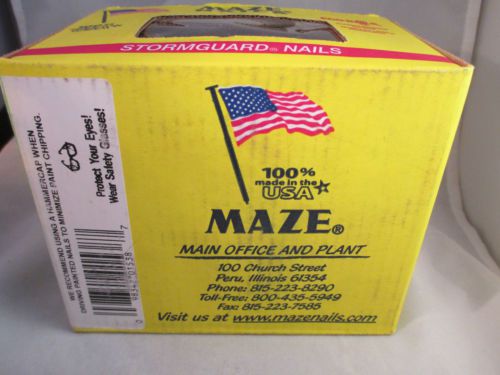 MAZE
STORMGUARD® NAILS
100%
made in the
USA
MAZE®
MAIN OFFICE AND PLANT
100 Church Street
Peru, Illinois 61354
Phone: 815-223-8290
Toll-Free: 800-435-5949
Fax: 815-223-7585
Visit us at www.mazenails.com
WE RECOMMEND USING A HAMMERCAP WHEN
DRIVING PAINTED NAILS TO MINIMIZE PAINT CHIPPING.
Protect Your Eyes!
Wear Safety Glasses!